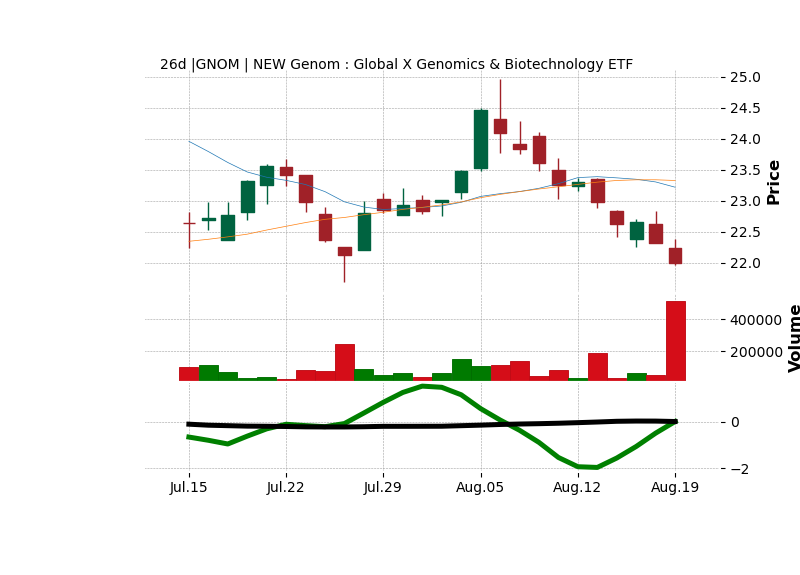 26d |GNOM | NEW Genom : Global X Genomics & Biotechnology ETF
25.0
24.5
24.0
23.5
23.0
22.5
22.0
Price
400000
200000
Volume
0
−2
Jul.15 Jul.22 Jul.29 Aug.05 Aug.12 Aug.19